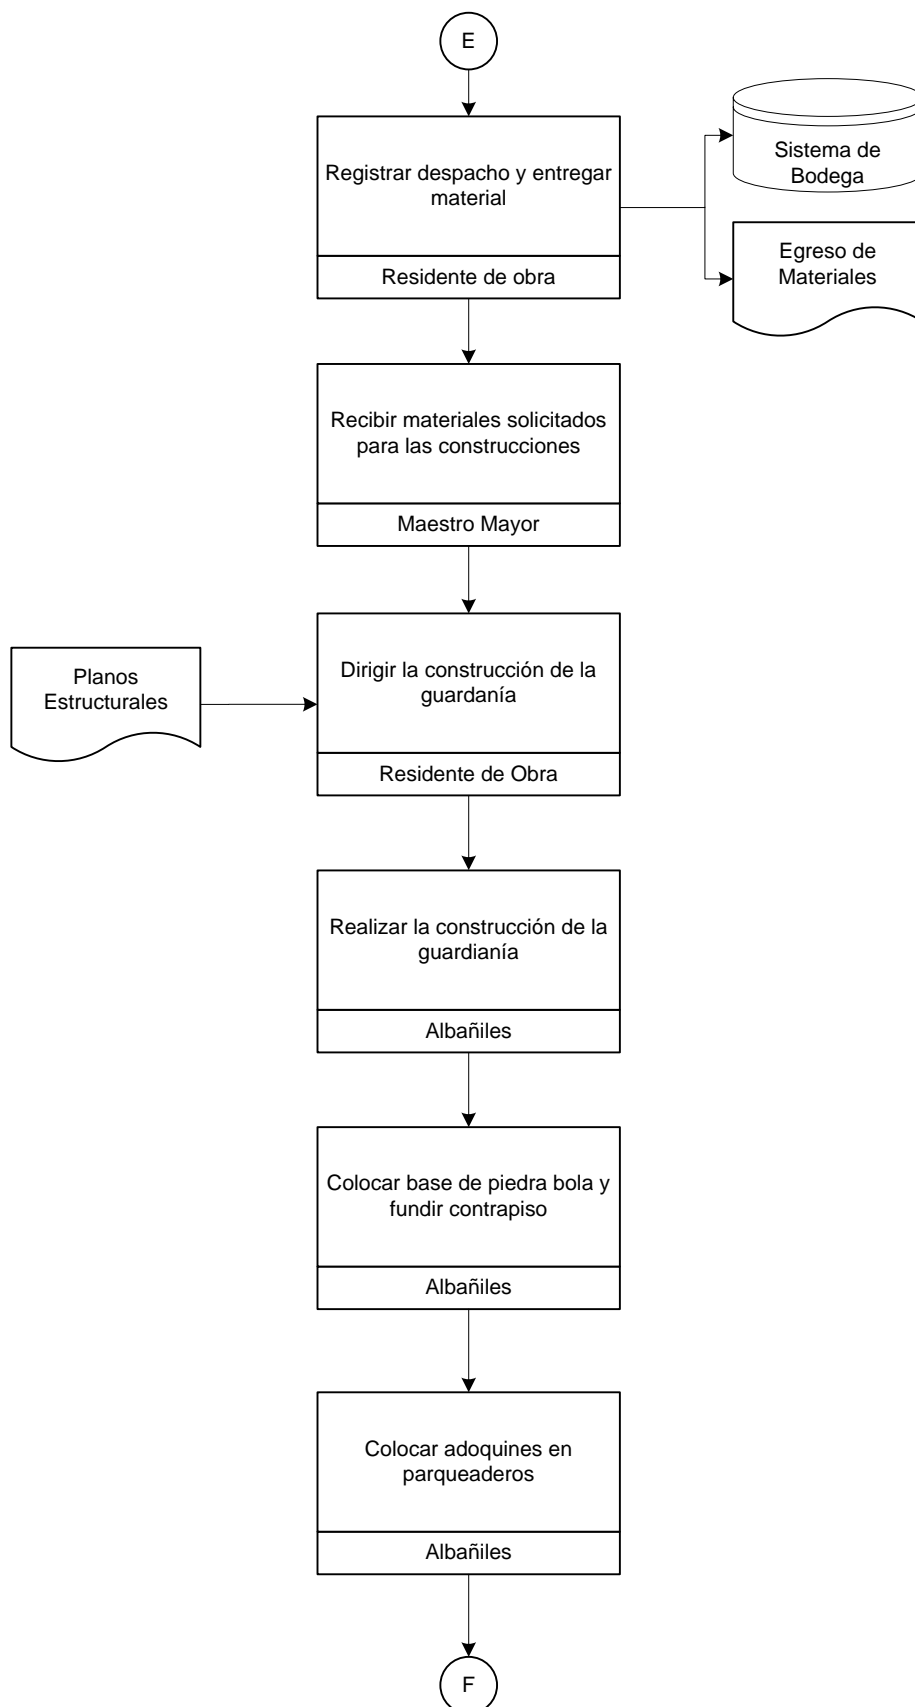 E
Registrar despacho y entregar
material
Residente de obra
Sistema de
Bodega
Egreso de
Materiales
Recibir materiales solicitados
para las construcciones
Maestro Mayor
Planos
Estructurales
Dirigir la construcción de la
guardanía
Residente de Obra
Realizar la construcción de la
guardianía
Albañiles
Colocar base de piedra bola y
fundir contrapiso
Albañiles
Colocar adoquines en
parqueaderos
Albañiles
F